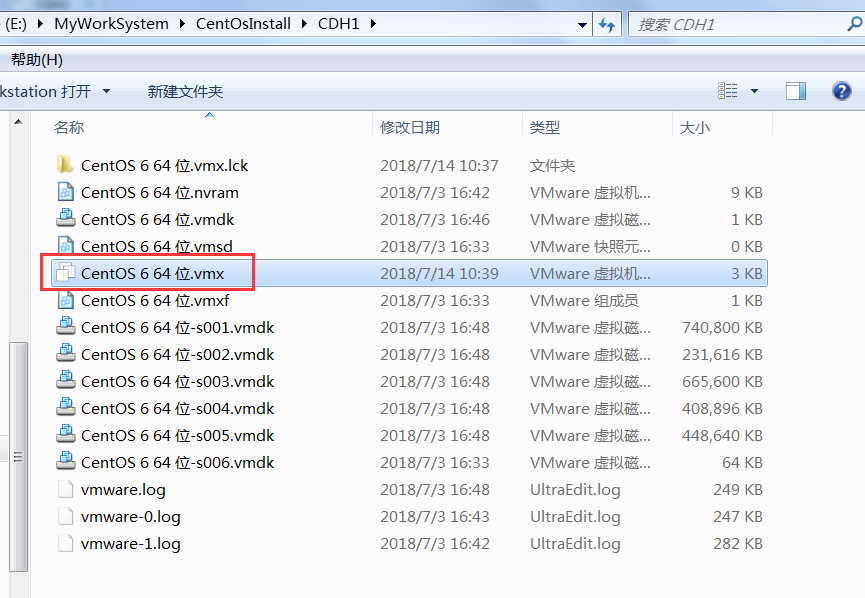 (E:) MyWorkSystem CentOsInstall CDH1 搜索 CDH1
帮助(H)
kstation 打开 新建文件夹
名称 修改日期 类型 大小
CentOS 6 64 位.vmx.lck 2018/7/14 10:37 文件夹
CentOS 6 64 位.nvram 2018/7/3 16:42 VMware 虚拟机... 9 KB
CentOS 6 64 位.vmdk 2018/7/3 16:46 VMware 虚拟磁... 1 KB
CentOS 6 64 位.vmsd 2018/7/3 16:33 VMware 快照元... 0 KB
CentOS 6 64 位.vmx 2018/7/14 10:39 VMware 虚拟机... 3 KB
CentOS 6 64 位.vmxf 2018/7/3 16:33 VMware 组成员 1 KB
CentOS 6 64 位-s001.vmdk 2018/7/3 16:48 VMware 虚拟磁... 740,800 KB
CentOS 6 64 位-s002.vmdk 2018/7/3 16:48 VMware 虚拟磁... 231,616 KB
CentOS 6 64 位-s003.vmdk 2018/7/3 16:48 VMware 虚拟磁... 665,600 KB
CentOS 6 64 位-s004.vmdk 2018/7/3 16:48 VMware 虚拟磁... 408,896 KB
CentOS 6 64 位-s005.vmdk 2018/7/3 16:48 VMware 虚拟磁... 448,640 KB
CentOS 6 64 位-s006.vmdk 2018/7/3 16:33 VMware 虚拟磁... 64 KB
vmware.log 2018/7/3 16:48 UltraEdit.log 249 KB
vmware-0.log 2018/7/3 16:43 UltraEdit.log 247 KB
vmware-1.log 2018/7/3 16:42 UltraEdit.log 282 KB